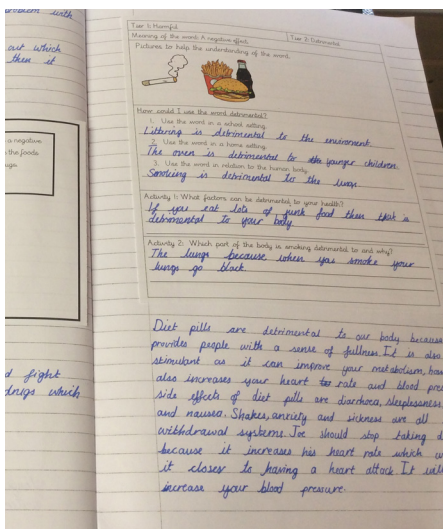 problem with
out which
then it
a negative
the foods
Tier 1: Harmful
Tier 2: Detrimental
Meaning of the word: A negative effect.
Pictures to help the understanding of the word.
How could I use the word detrimental?
1. Use the word in a school setting.
Littering is detrimental to the enviroment.
2. Use the word in a home setting.
The oven is detrimental to younger children.
3. Use the word in relation to the human body.
Smoking is detrimental to the lungs
Activity 1: What factors can be detrimental to your health?
If you eat lots of junk food then that is
detrimental to your body.
Activity 2: Which part of the body is smoking detrimental to and why?
The lungs because when you smoke your
lungs go black.
d fight
drugs which
Diet pills are detrimental to our body because
provides people with a sense of fullness. It is also
stimulant as it can improve your metabolism,
also increases your heart rate and blood
side effects of diet pills are diarrhoea, sleeplessness
and nausea. Shakes, anxiety and sickness are all
withdrawal systems. Joe should stop taking
because it increases his heart rate which
it closer to having a heart attack. It
increase your blood pressure.